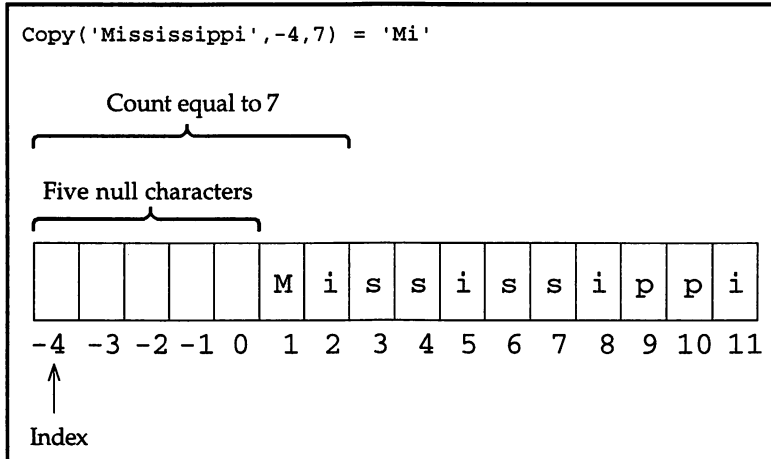 Copy('Mississippi',-4,7) = 'Mi'
Count equal to 7
Five null characters
M i s s i s s i p p i
-4 -3 -2 -1 0 1 2 3 4 5 6 7 8 9 10 11
Index